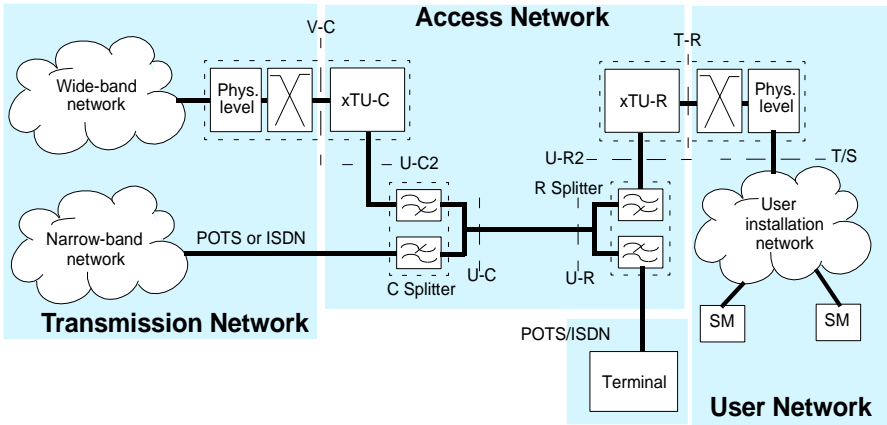 Access Network
V-C
T-R
Wide-band
network
Phys.
level
xTU-C
xTU-R
Phys.
level
U-C2
U-R2
T/S
R Splitter
Narrow-band
network
POTS or ISDN
User
installation
network
U-C
U-R
C Splitter
Transmission Network
SM
SM
POTS/ISDN
Terminal
User Network